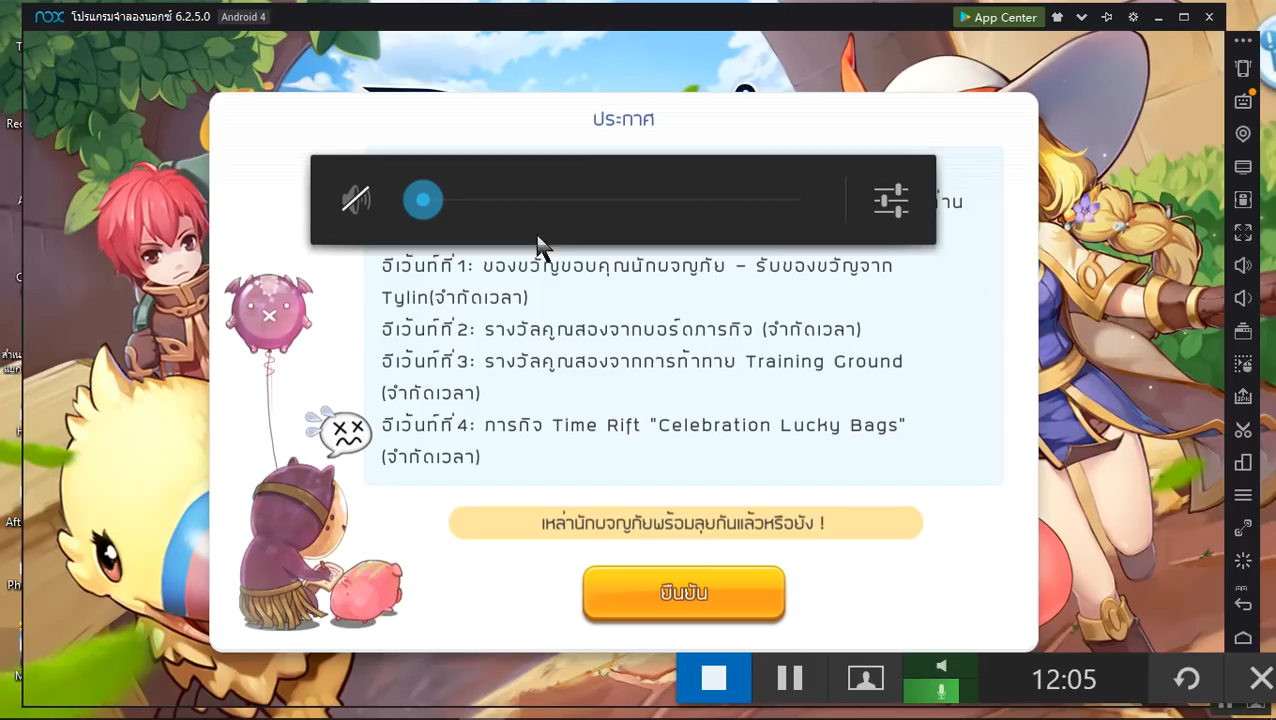 nox โปรแกรมจำลองนอกซ์ 6.2.5.0 Android 4
App Center
ประกาศ
อีเว้นท์ที่1: ของขวัญขอบคุณนักผจญภัย - รับของขวัญจาก
Tylin(จำกัดเวลา)
อีเว้นท์ที่2: รางวัลคูณสองจากบอร์ดภารกิจ (จำกัดเวลา)
อีเว้นท์ที่3: รางวัลคูณสองจากการท้าทาย Training Ground
(จำกัดเวลา)
อีเว้นท์ที่4: ภารกิจ Time Rift "Celebration Lucky Bags"
(จำกัดเวลา)
เหล่านักผจญภัยพร้อมลุยกันแล้วหรือยัง !
ยืนยัน
12:05